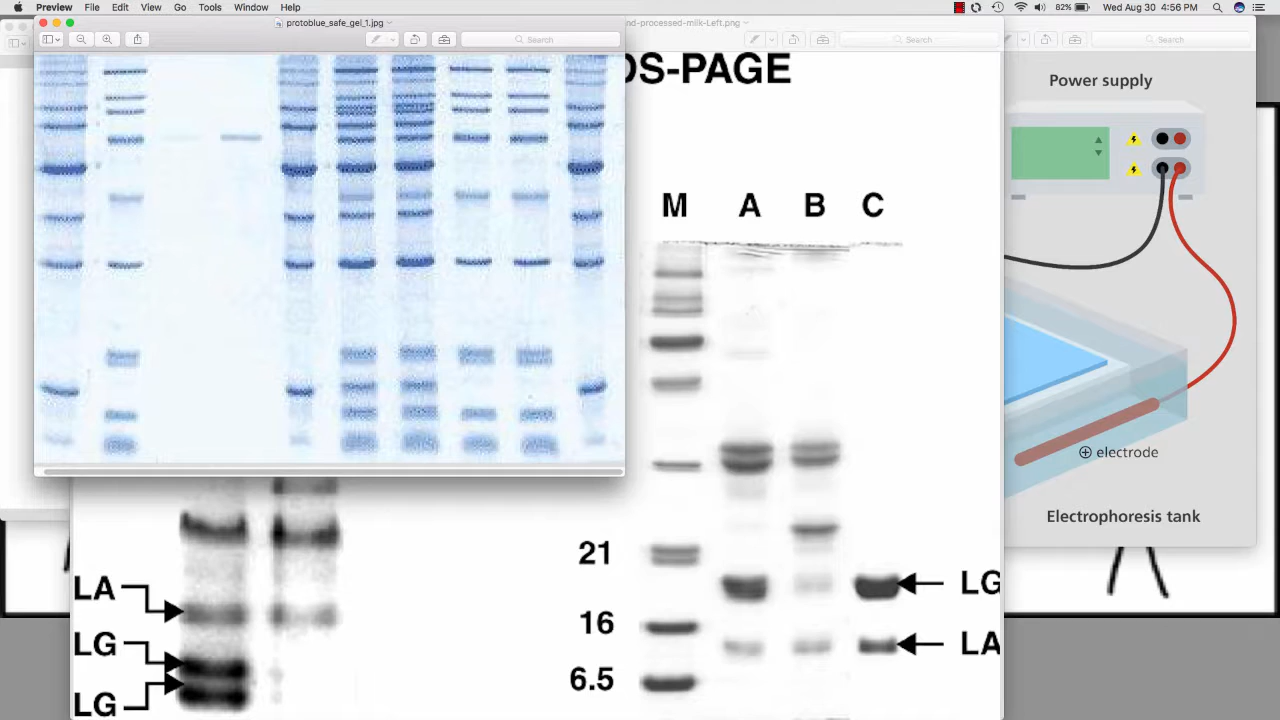 Preview File Edit View Go Tools Window Help
82% Wed Aug 30 4:56 PM
protoblue_safe_gel_1.jpg
nd-processed-milk-Left.png
Search
Search
Search
DS-PAGE
Power supply
M A B C
electrode
Electrophoresis tank
21
16
6.5
LG
LA
LA
LG
LG